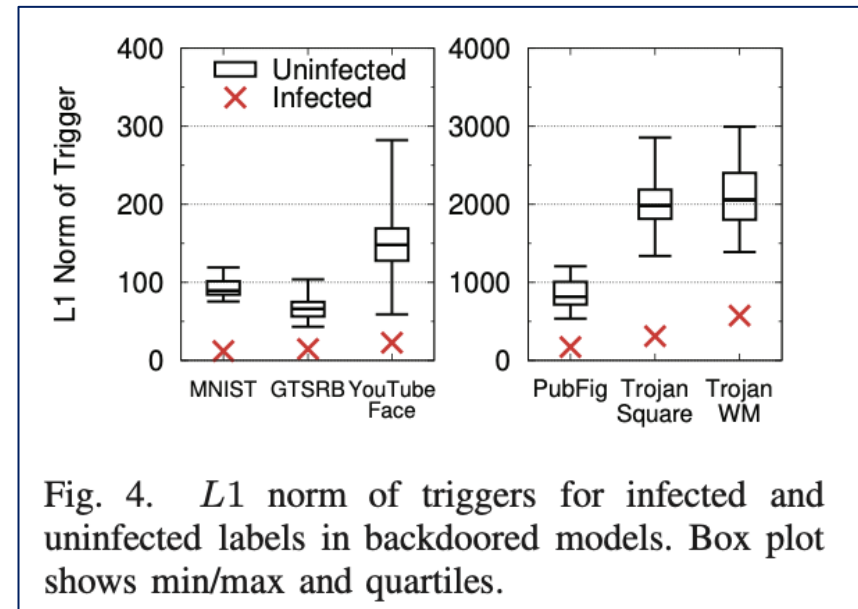 L1 Norm of Trigger
400
300
200
100
0
Uninfected
Infected
MNIST GTSRB YouTube
Face
4000
3000
2000
1000
0
PubFig Trojan Trojan
Square WM
Fig. 4. L1 norm of triggers for infected and
uninfected labels in backdoored models. Box plot
shows min/max and quartiles.